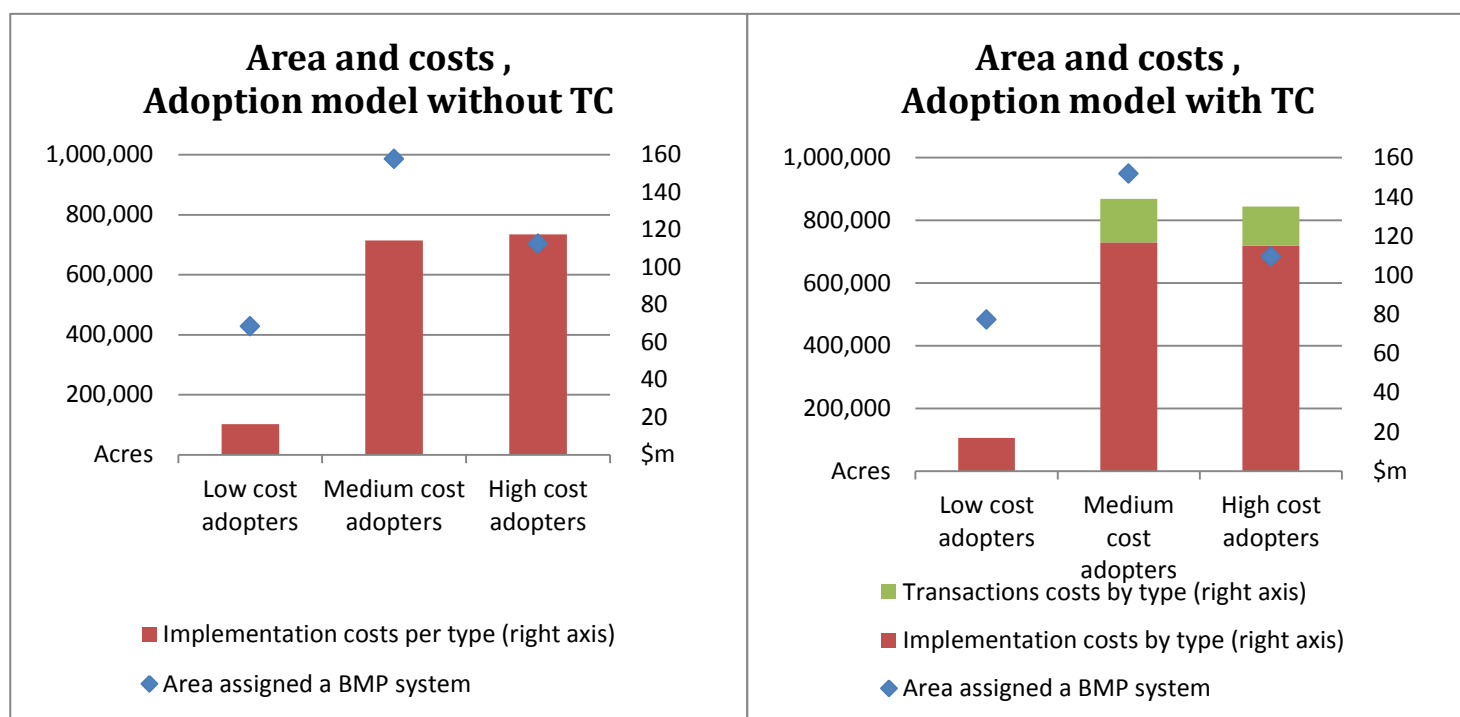 Area and costs ,
Adoption model without TC
1,000,000
800,000
600,000
400,000
200,000
Acres
160
140
120
100
80
60
40
20
$m
Low cost
adopters
Medium cost
adopters
High cost
adopters
Implementation costs per type (right axis)
Area assigned a BMP system
Area and costs ,
Adoption model with TC
1,000,000
800,000
600,000
400,000
200,000
Acres
160
140
120
100
80
60
40
20
$m
Low cost
adopters
Medium
cost
adopters
High cost
adopters
Transactions costs by type (right axis)
Implementation costs by type (right axis)
Area assigned a BMP system